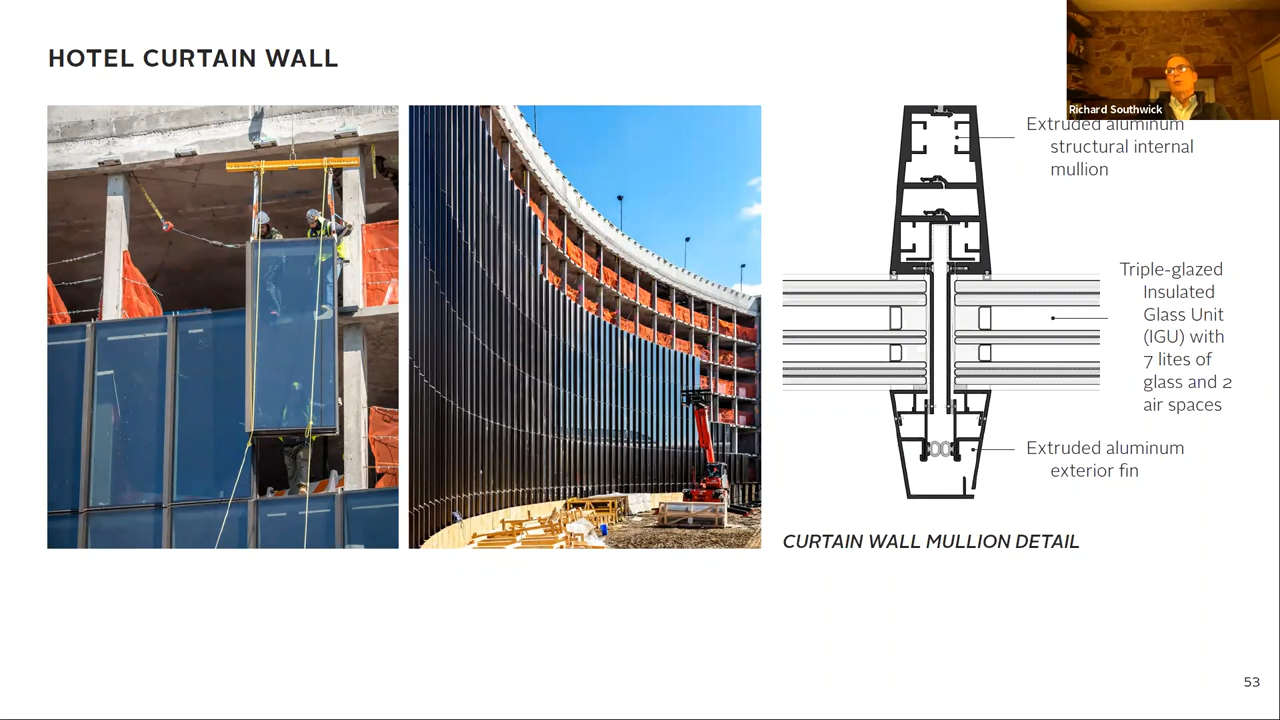 HOTEL CURTAIN WALL
Richard Southwick
Extruded aluminum
structural internal
mullion
Triple-glazed
Insulated
Glass Unit
(IGU) with
7 lites of
glass and 2
air spaces
Extruded aluminum
exterior fin
CURTAIN WALL MULLION DETAIL
53